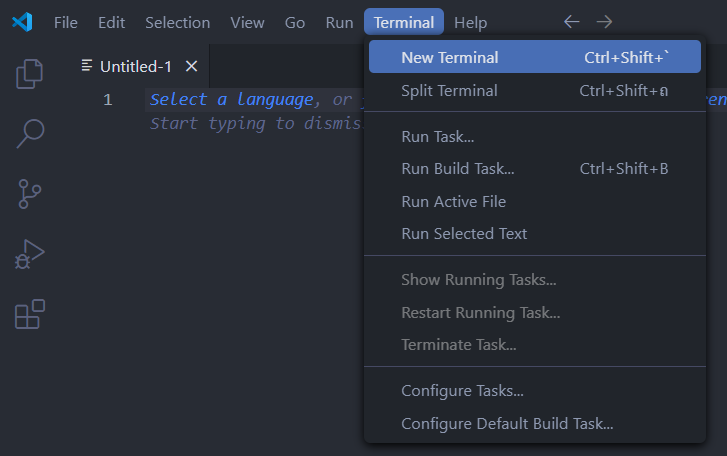 File Edit Selection View Go Run Terminal Help
Untitled-1
1 Select a language, or
Start typing to dismis
New Terminal Ctrl+Shift+`
Split Terminal Ctrl+Shift+ถ
Run Task...
Run Build Task... Ctrl+Shift+B
Run Active File
Run Selected Text
Show Running Tasks...
Restart Running Task...
Terminate Task...
Configure Tasks...
Configure Default Build Task...